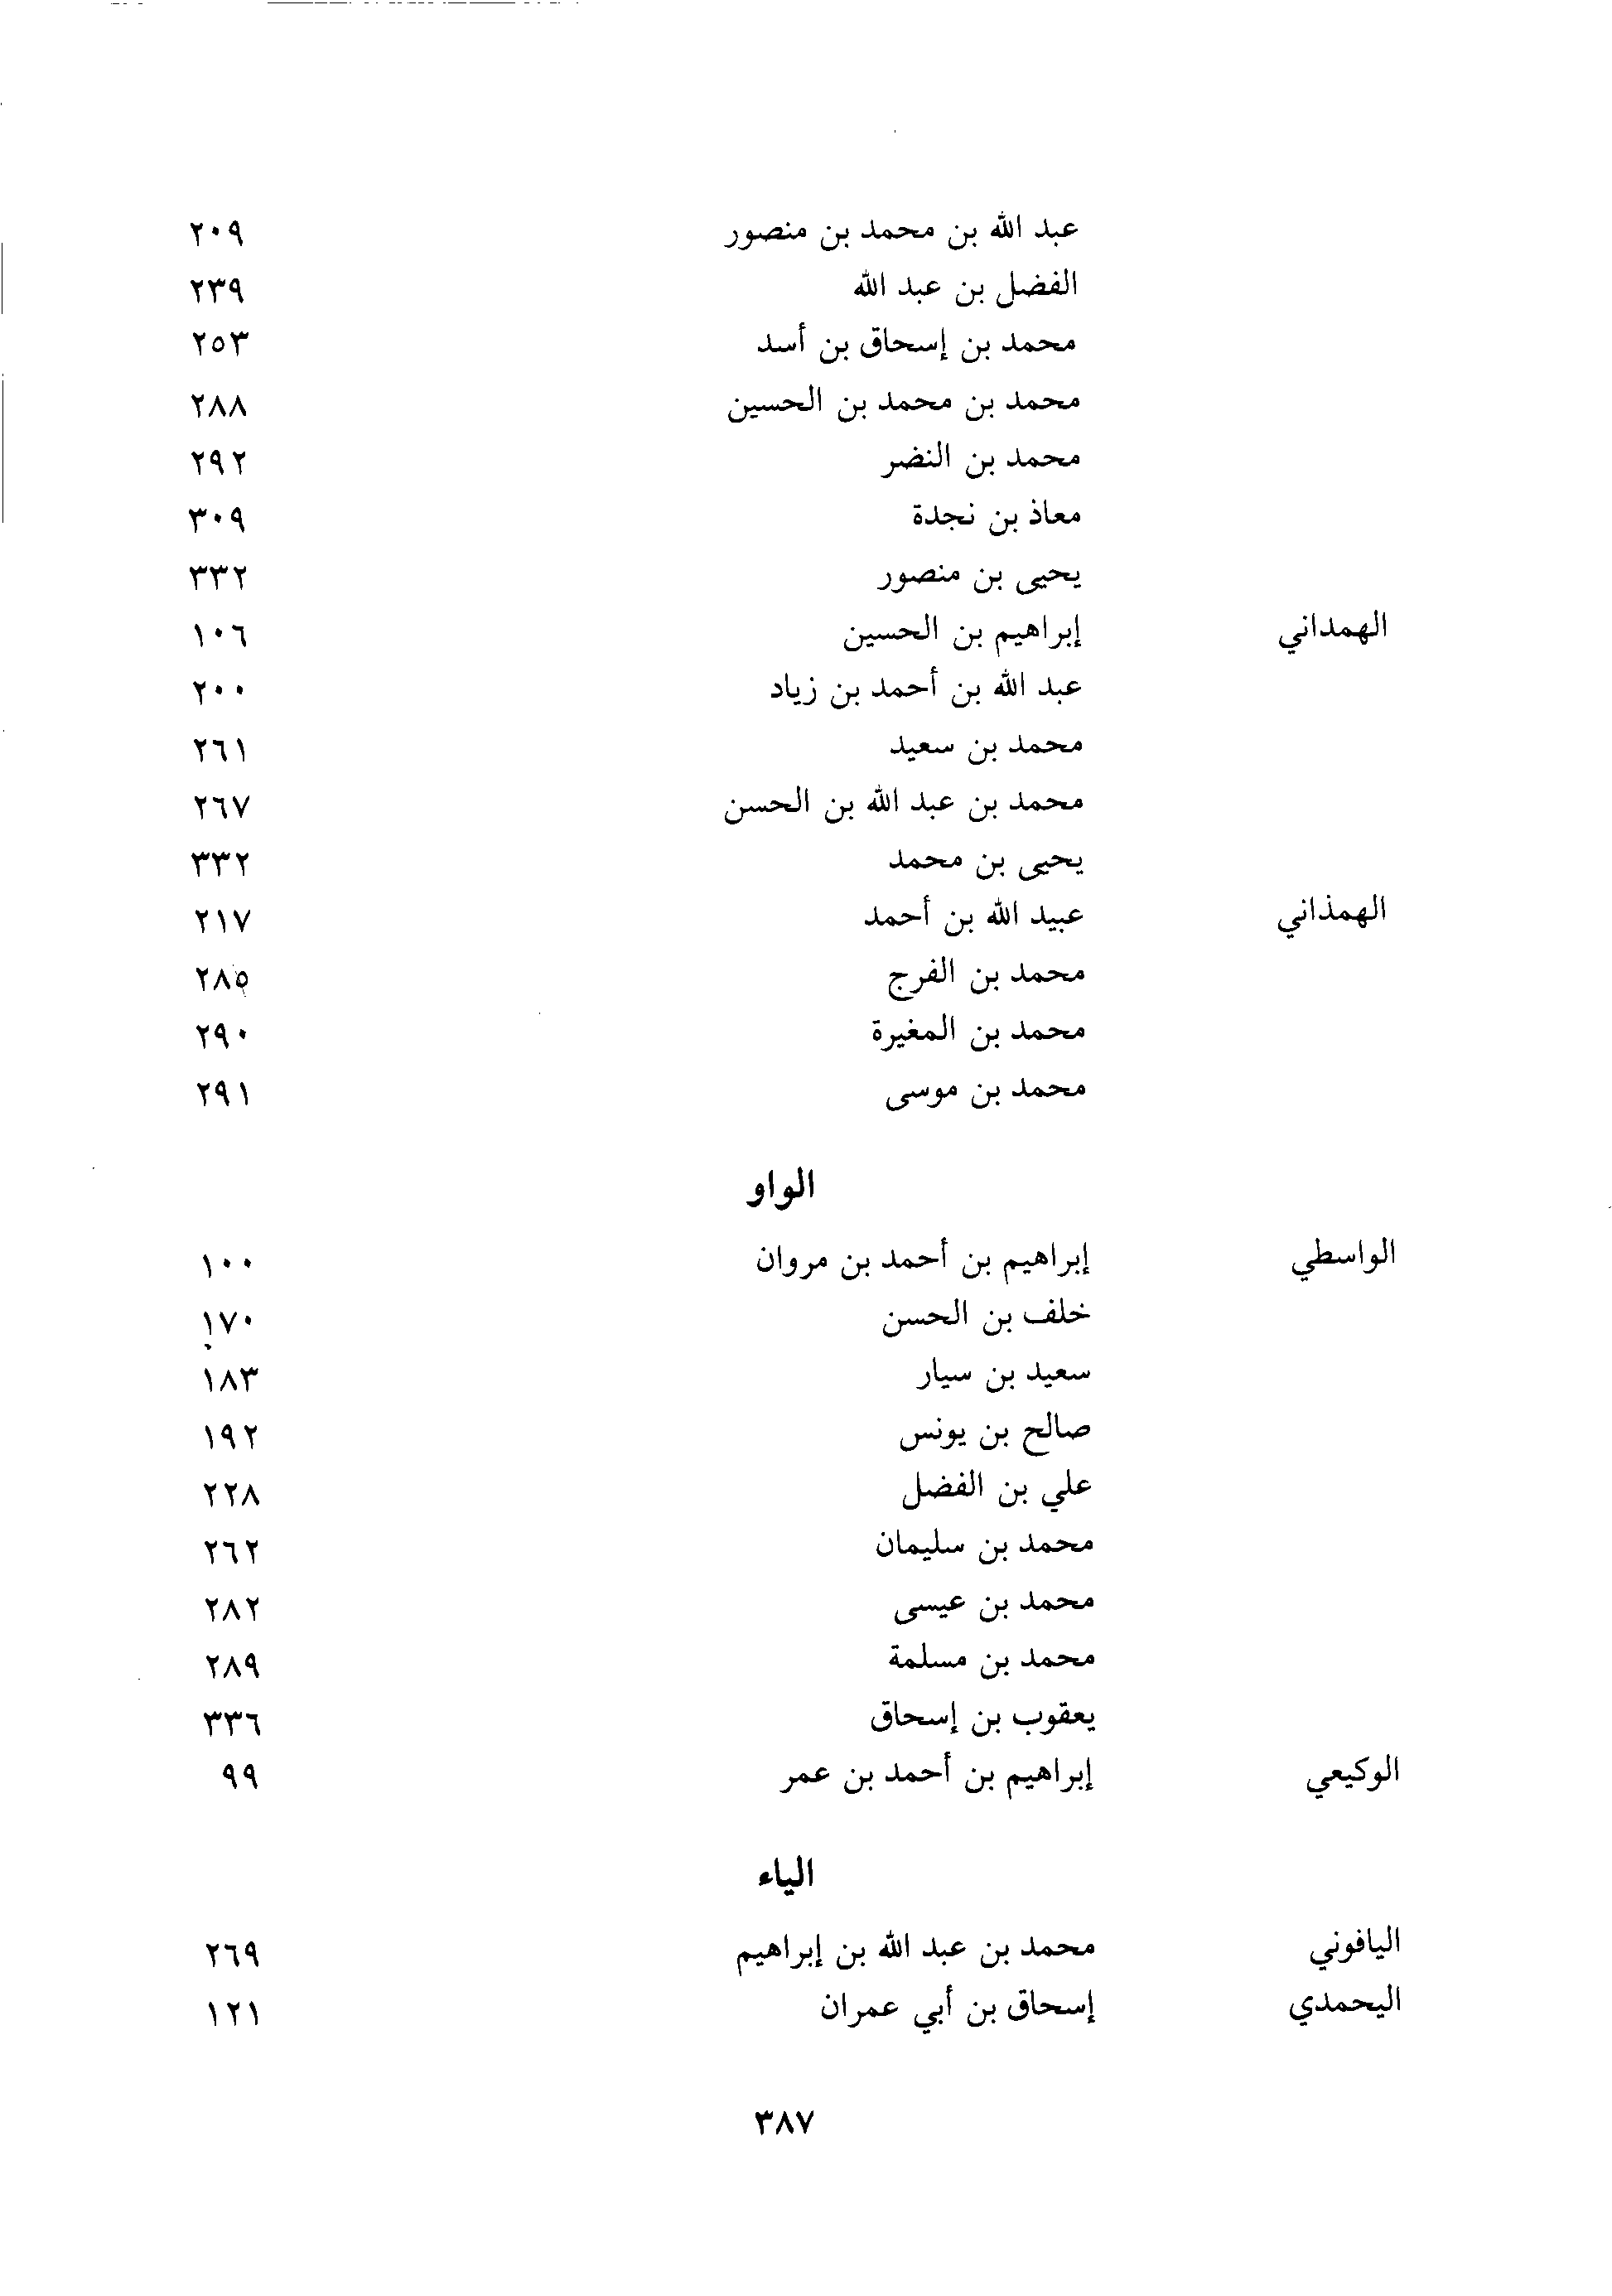 عبد الله بن محمد بن منصور ٢٠٩
الفضل بن عبد الله ٢٣٩
محمد بن إسحاق بن أسد ٢٥٣
محمد بن محمد بن الحسين ٢٨٨
محمد بن النضر ٢٩٢
معاذ بن نجدة ٣٠٩
يحيى بن منصور ٣٣٢
الهمداني إبراهيم بن الحسين ١٠٦
عبد الله بن أحمد بن زياد ٢٠٠
محمد بن سعيد ٢٦١
محمد بن عبد الله بن الحسن ٢٦٧
يحيى بن محمد ٣٣٢
الهمذاني عبيد الله بن أحمد ٢١٧
محمد بن الفرج ٢٨٥
محمد بن المغيرة ٢٩٠
محمد بن موسى ٢٩١
الواو
الواسطي إبراهيم بن أحمد بن مروان ١٠٠
خلف بن الحسن ١٧٠
سعيد بن سيار ١٨٣
صالح بن يونس ١٩٢
علي بن الفضل ٢٢٨
محمد بن سليمان ٢٦٢
محمد بن عيسى ٢٨٢
محمد بن مسلمة ٢٨٩
يعقوب بن إسحاق ٣٣٦
الوكيعي إبراهيم بن أحمد بن عمر ٩٩
الياء
اليافوني محمد بن عبد الله بن إبراهيم ٢٦٩
اليحمدي إسحاق بن أبي عمران ١٢١
٣٨٧